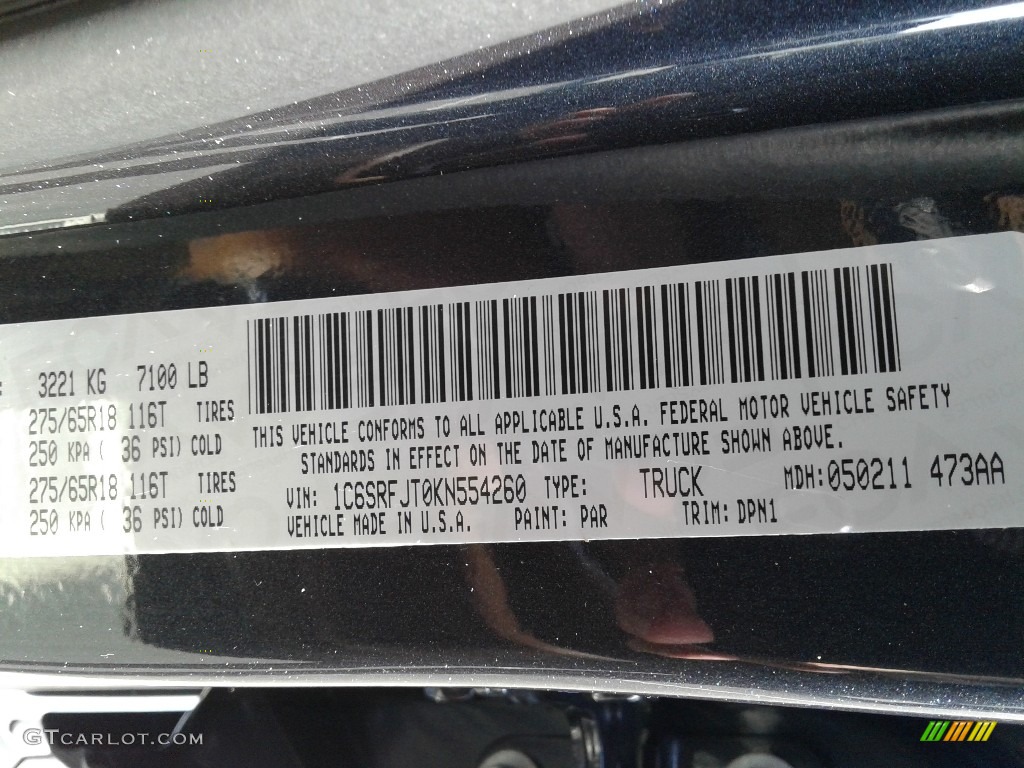 : 3221 KG 7100 LB
275/65R18 116T TIRES
250 KPA ( 36 PSI) COLD
275/65R18 116T TIRES
250 KPA ( 36 PSI) COLD
THIS VEHICLE CONFORMS TO ALL APPLICABLE U.S.A. FEDERAL MOTOR VEHICLE SAFETY
STANDARDS IN EFFECT ON THE DATE OF MANUFACTURE SHOWN ABOVE.
VIN: 1C6SRFJT0KN554260 TYPE: TRUCK MDH:050211 473AA
VEHICLE MADE IN U.S.A. PAINT: PAR TRIM: DPN1
GTCARLOT.COM